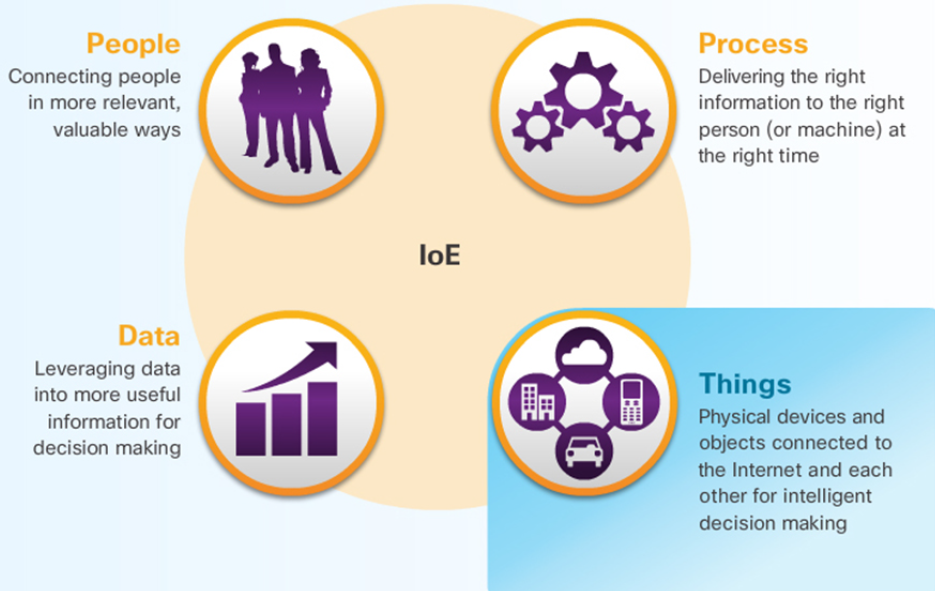 People
Connecting people
in more relevant,
valuable ways
Process
Delivering the right
information to the right
person (or machine) at
the right time
IoE
Data
Leveraging data
into more useful
information for
decision making
Things
Physical devices and
objects connected to
the Internet and each
other for intelligent
decision making